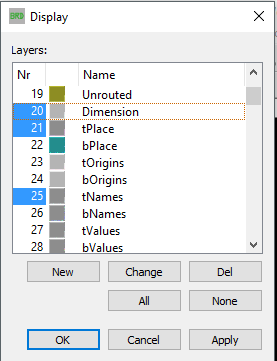 BRD Display
Layers:
Nr Name
19 Unrouted
20 Dimension
21 tPlace
22 bPlace
23 tOrigins
24 bOrigins
25 tNames
26 bNames
27 tValues
28 bValues
New Change Del
All None
OK Cancel Apply